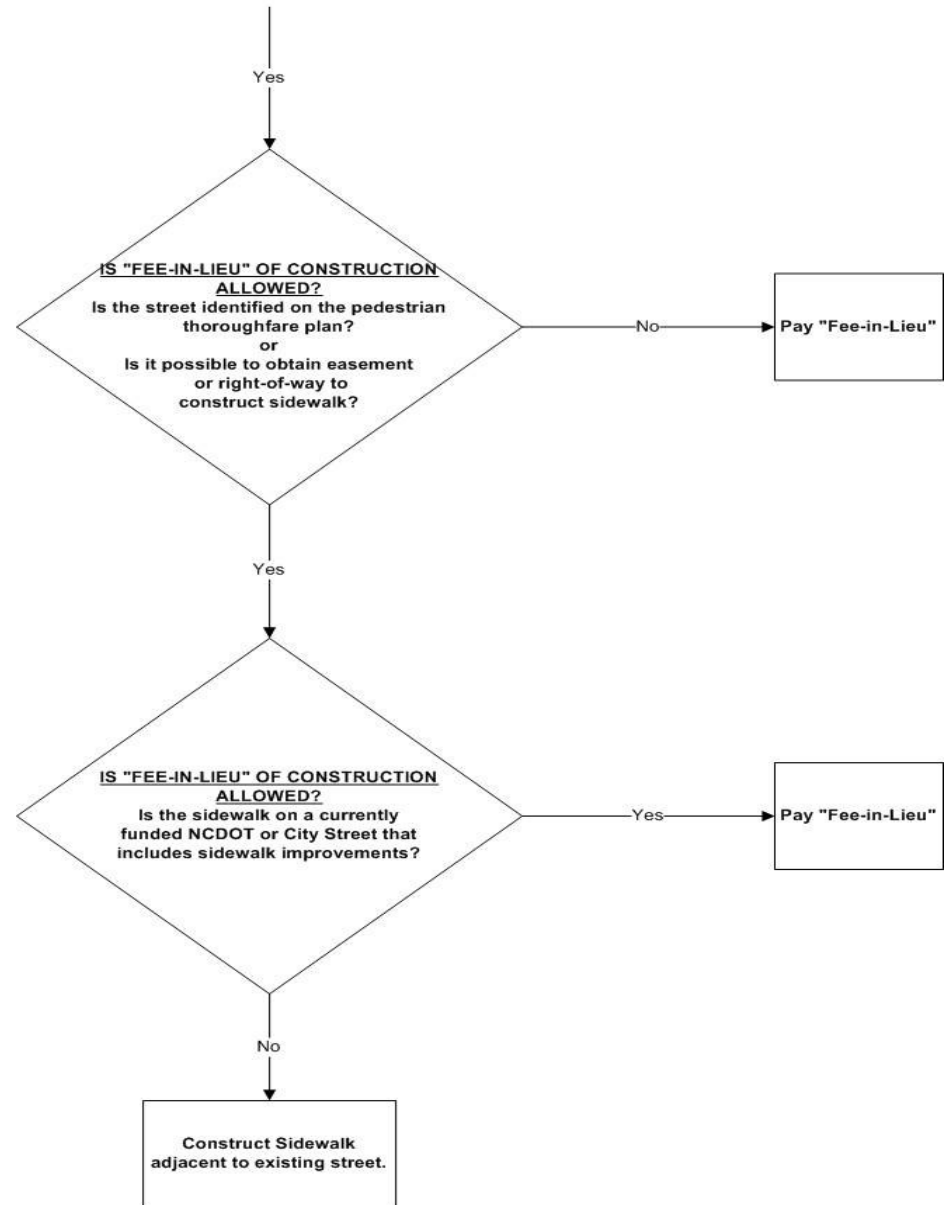 Yes
IS "FEE-IN-LIEU" OF CONSTRUCTION
ALLOWED?
Is the street identified on the pedestrian
thoroughfare plan?
or
Is it possible to obtain easement
or right-of-way to
construct sidewalk?
No
Pay "Fee-in-Lieu"
Yes
IS "FEE-IN-LIEU" OF CONSTRUCTION
ALLOWED?
Is the sidewalk on a currently
funded NCDOT or City Street that
includes sidewalk improvements?
Yes
Pay "Fee-in-Lieu"
No
Construct Sidewalk
adjacent to existing street.